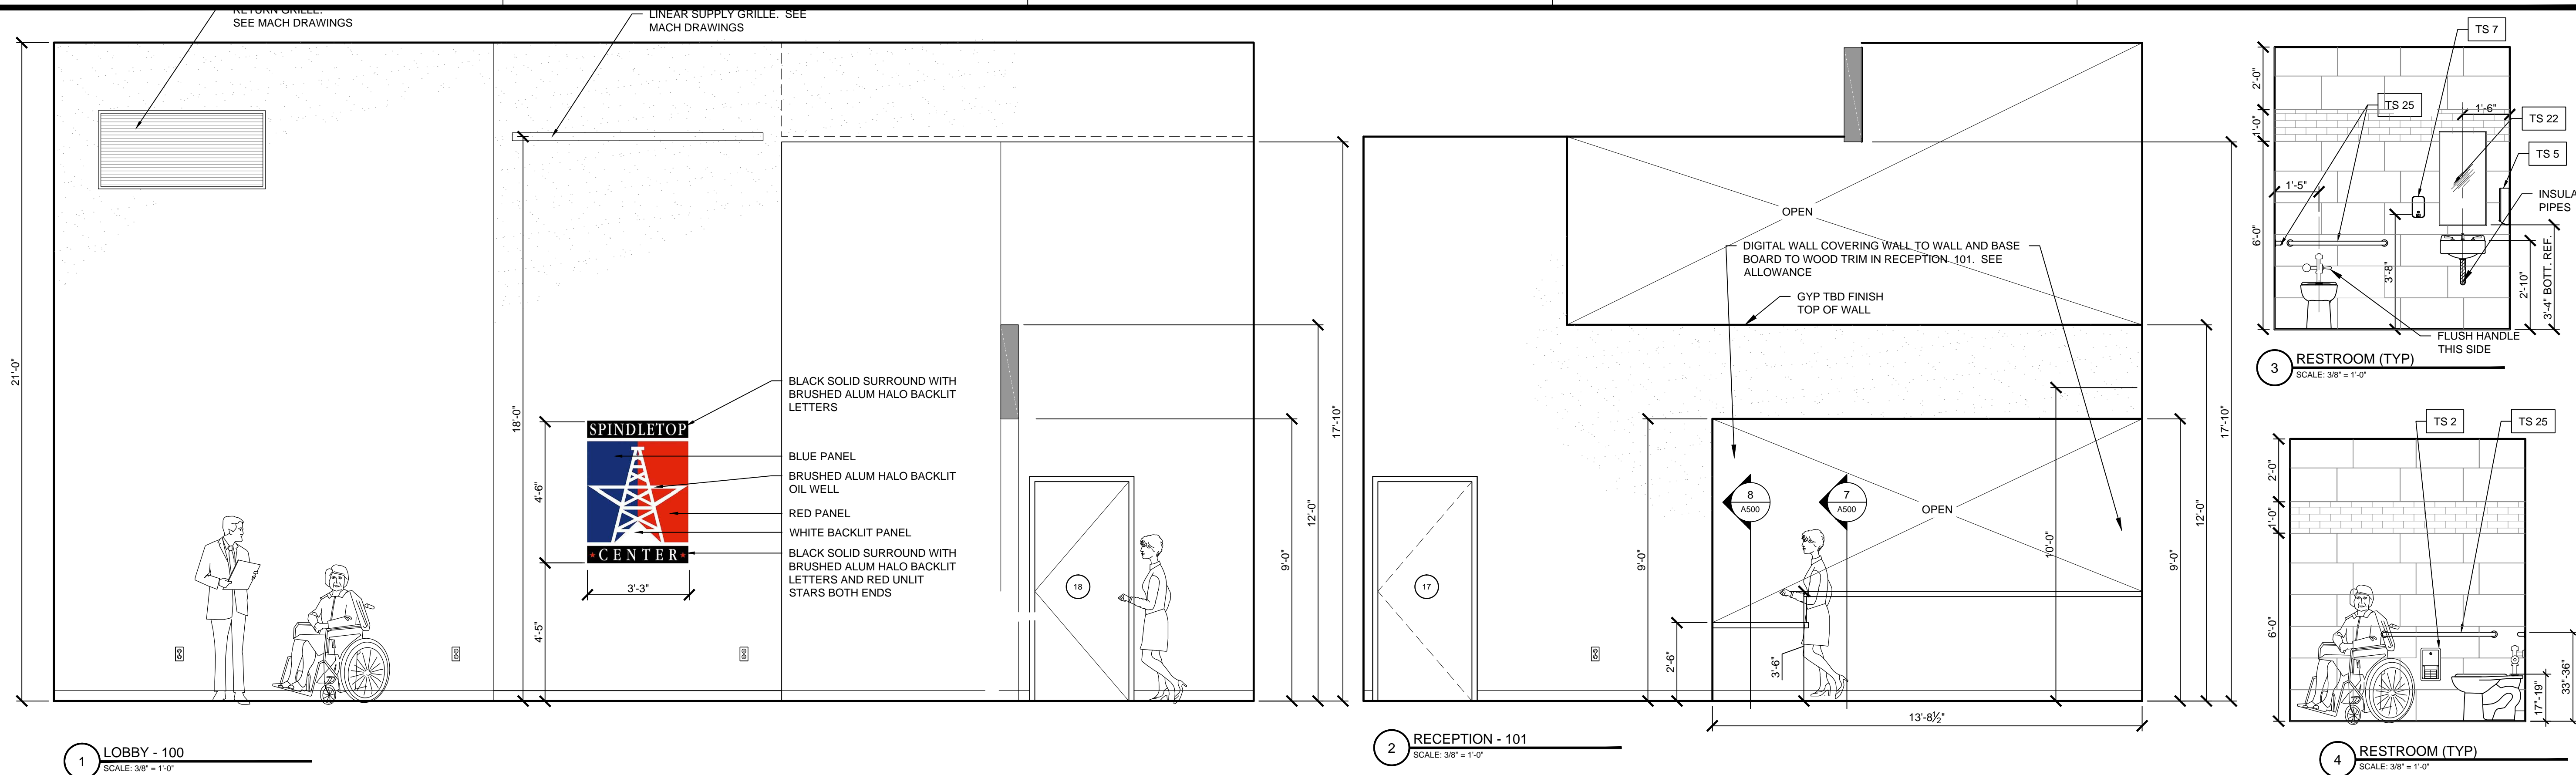 RETURN GRILLE.
SEE MACH DRAWINGS
LINEAR SUPPLY GRILLE. SEE
MACH DRAWINGS
21'-0"
18'-0"
4'-6"
4'-5"
3'-3"
SPINDLETOP
CENTER
BLACK SOLID SURROUND WITH
BRUSHED ALUM HALO BACKLIT
LETTERS
BLUE PANEL
BRUSHED ALUM HALO BACKLIT
OIL WELL
RED PANEL
WHITE BACKLIT PANEL
BLACK SOLID SURROUND WITH
BRUSHED ALUM HALO BACKLIT
LETTERS AND RED UNLIT
STARS BOTH ENDS
18
9'-0"
12'-0"
17'-10"
1
LOBBY - 100
SCALE: 3/8" = 1'-0"
OPEN
DIGITAL WALL COVERING WALL TO WALL AND BASE
BOARD TO WOOD TRIM IN RECEPTION 101. SEE
ALLOWANCE
GYP TBD FINISH
TOP OF WALL
8
A500
7
A500
OPEN
17
9'-0"
2'-6"
3'-6"
10'-0"
9'-0"
12'-0"
17'-10"
13'-8½"
2
RECEPTION - 101
SCALE: 3/8" = 1'-0"
TS 7
TS 25
1'-6"
TS 22
TS 5
INSULA
PIPES
2'-0"
1'-0"
6'-0"
1'-5"
3'-8"
2'-10"
3'-4" BOTT. REF.
FLUSH HANDLE
THIS SIDE
3
RESTROOM (TYP)
SCALE: 3/8" = 1'-0"
TS 2
TS 25
2'-0"
1'-0"
6'-0"
17"-19"
33"-36"
4
RESTROOM (TYP)
SCALE: 3/8" = 1'-0"